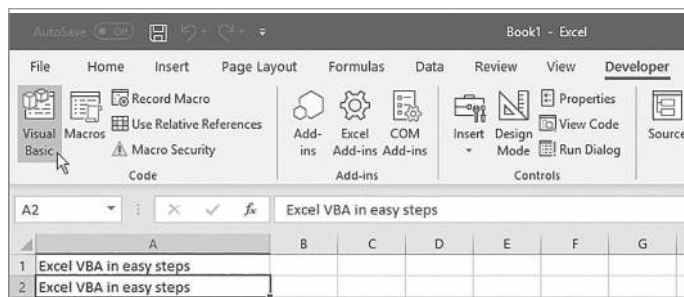 AutoSave Off Book1 - Excel
File Home Insert Page Layout Formulas Data Review View Developer
Record Macro
Use Relative References
Macro Security
Visual Basic
Macros
Code
Add-ins
Excel Add-ins
COM Add-ins
Add-ins
Insert
Design Mode
Properties
View Code
Run Dialog
Controls
Source
A2 fx Excel VBA in easy steps
A B C D E F G
1 Excel VBA in easy steps
2 Excel VBA in easy steps